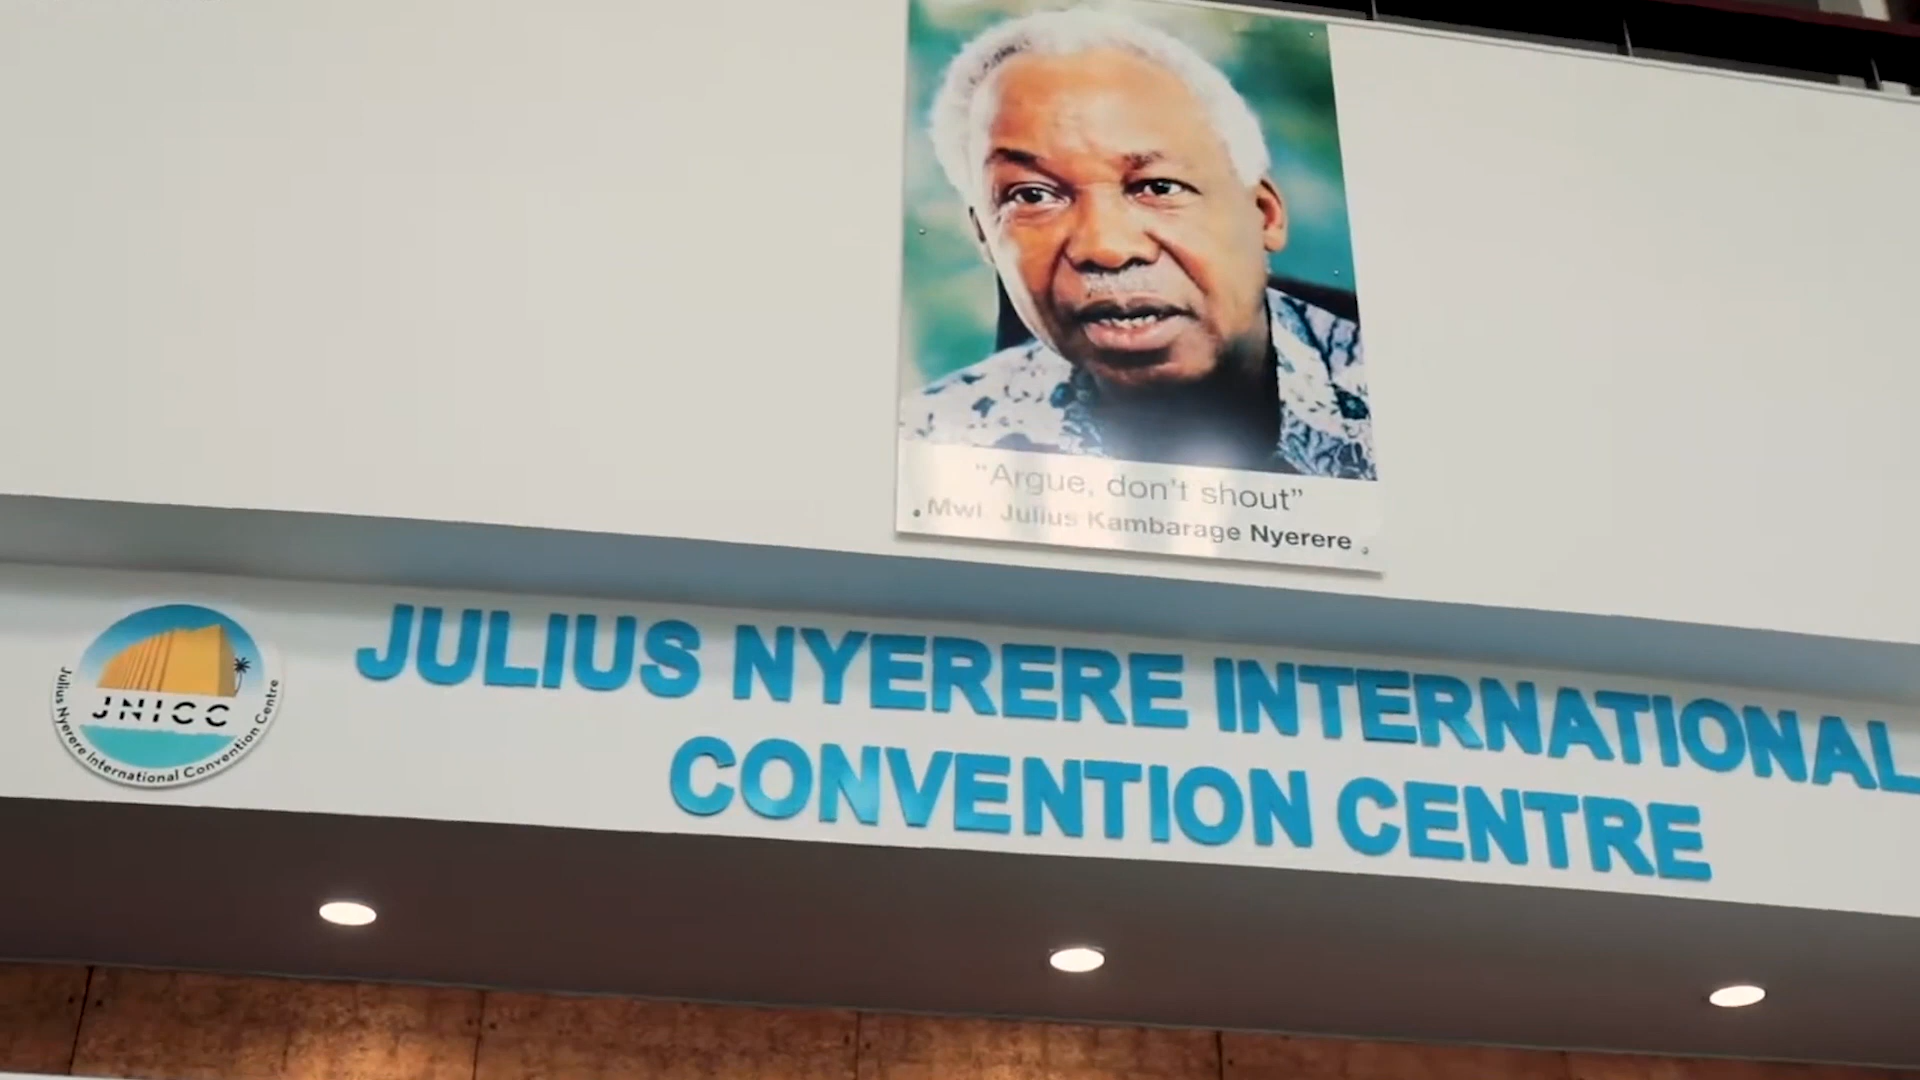 "Argue, don't shout"
Mwl Julius Kambarage Nyerere
JULIUS NYERERE INTERNATIONAL
CONVENTION CENTRE
JNICC
Julius Nyerere International Convention Centre